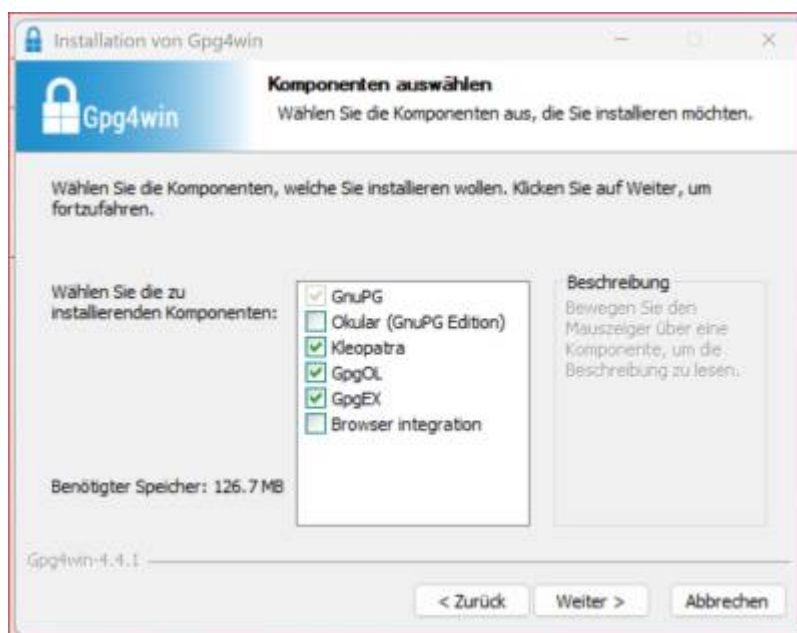 Installation von Gpg4win
Gpg4win
Komponenten auswählen
Wählen Sie die Komponenten aus, die Sie installieren möchten.
Wählen Sie die Komponenten, welche Sie installieren wollen. Klicken Sie auf Weiter, um
fortzufahren.
Wählen Sie die zu
installierenden Komponenten:
GnuPG
Okular (GnuPG Edition)
Kleopatra
GpgOL
GpgEX
Browser integration
Beschreibung
Bewegen Sie den
Mauszeiger über eine
Komponente, um die
Beschreibung zu lesen.
Benötigter Speicher: 126.7 MB
Gpg4win-4.4.1
< Zurück
Weiter >
Abbrechen